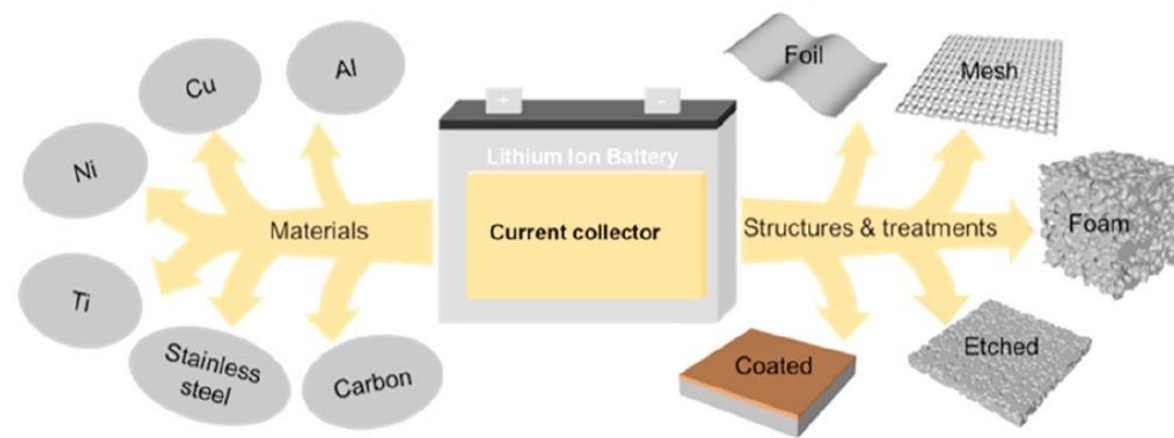 Cu
Al
Ni
Ti
Stainless
steel
Carbon
Materials
+
-
Lithium Ion Battery
Current collector
Structures & treatments
Foil
Mesh
Foam
Etched
Coated